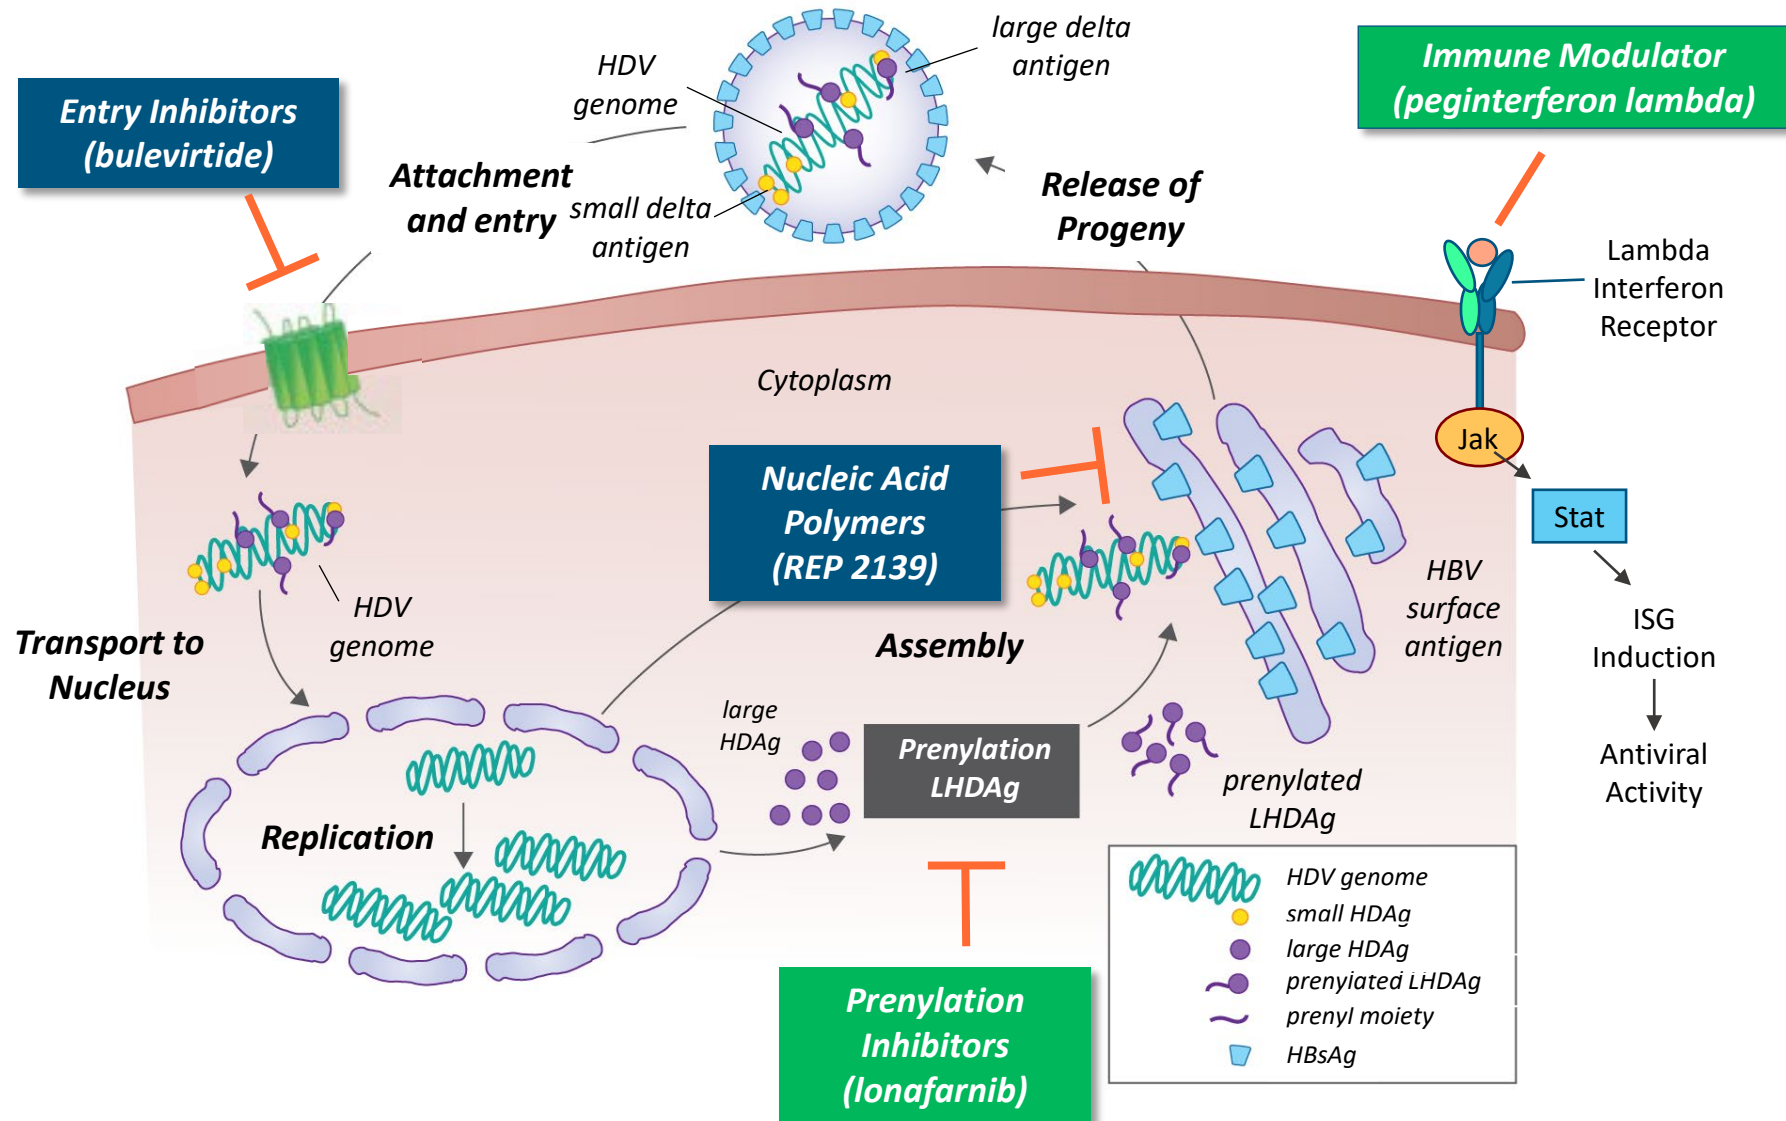 large delta
antigen
HDV
genome
Immune Modulator
(peginterferon lambda)
Entry Inhibitors
(bulevirtide)
Attachment
and entry
small delta
antigen
Release of
Progeny
Lambda
Interferon
Receptor
Cytoplasm
Jak
Stat
Nucleic Acid
Polymers
(REP 2139)
HBV
surface
antigen
ISG
Induction
Antiviral
Activity
HDV
genome
Transport to
Nucleus
Assembly
large
HDAg
Prenylation
LHDAg
prenylated
LHDAg
Replication
HDV genome
small HDAg
large HDAg
prenylated LHDAg
prenyl moiety
HBsAg
Prenylation
Inhibitors
(lonafarnib)